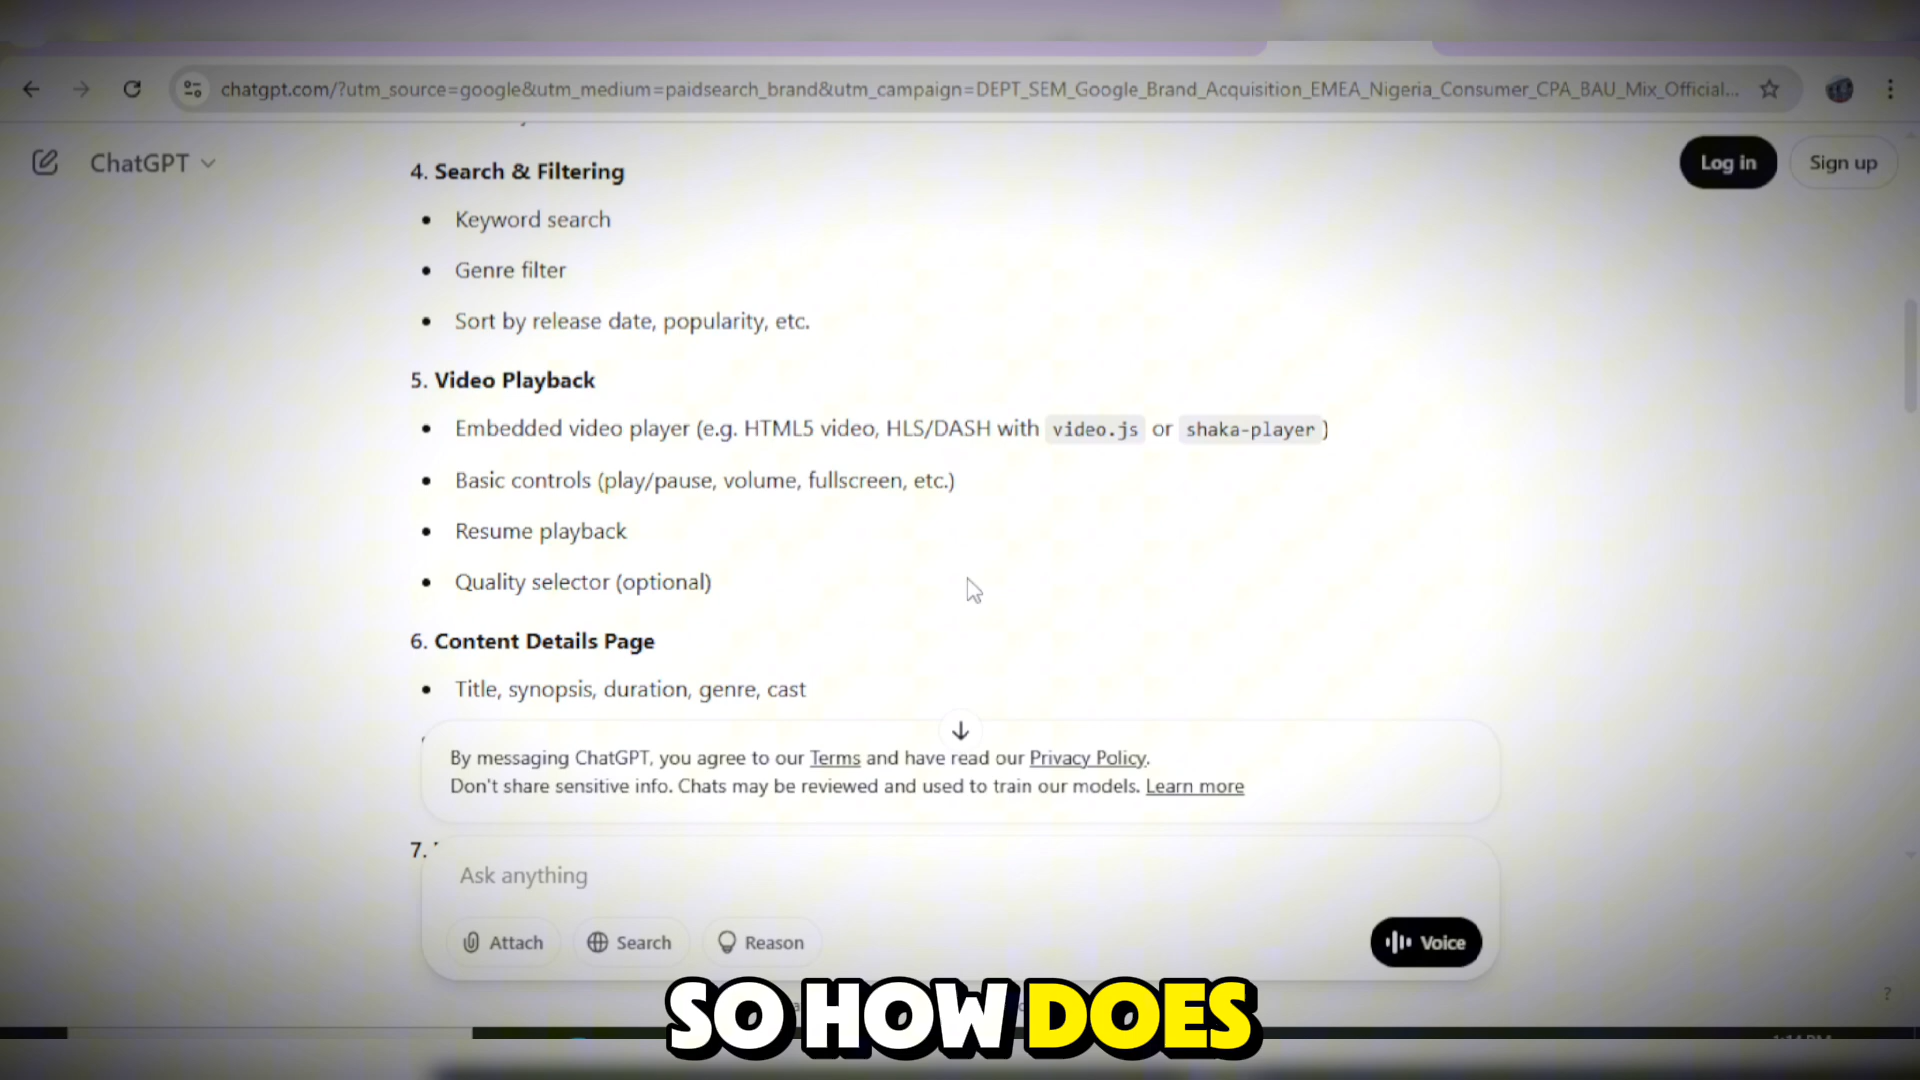 chatgpt.com/?utm_source=google&utm_medium=paidsearch_brand&utm_campaign=DEPT_SEM_Google_Brand_Acquisition_EMEA_Nigeria_Consumer_CPA_BAU_Mix_Official...
ChatGPT
Log in
Sign up
4. Search & Filtering
Keyword search
Genre filter
Sort by release date, popularity, etc.
5. Video Playback
Embedded video player (e.g. HTML5 video, HLS/DASH with video.js or shaka-player)
Basic controls (play/pause, volume, fullscreen, etc.)
Resume playback
Quality selector (optional)
6. Content Details Page
Title, synopsis, duration, genre, cast
By messaging ChatGPT, you agree to our Terms and have read our Privacy Policy.
Don't share sensitive info. Chats may be reviewed and used to train our models. Learn more
7.
Ask anything
Attach
Search
Reason
Voice
?
SO HOW DOES